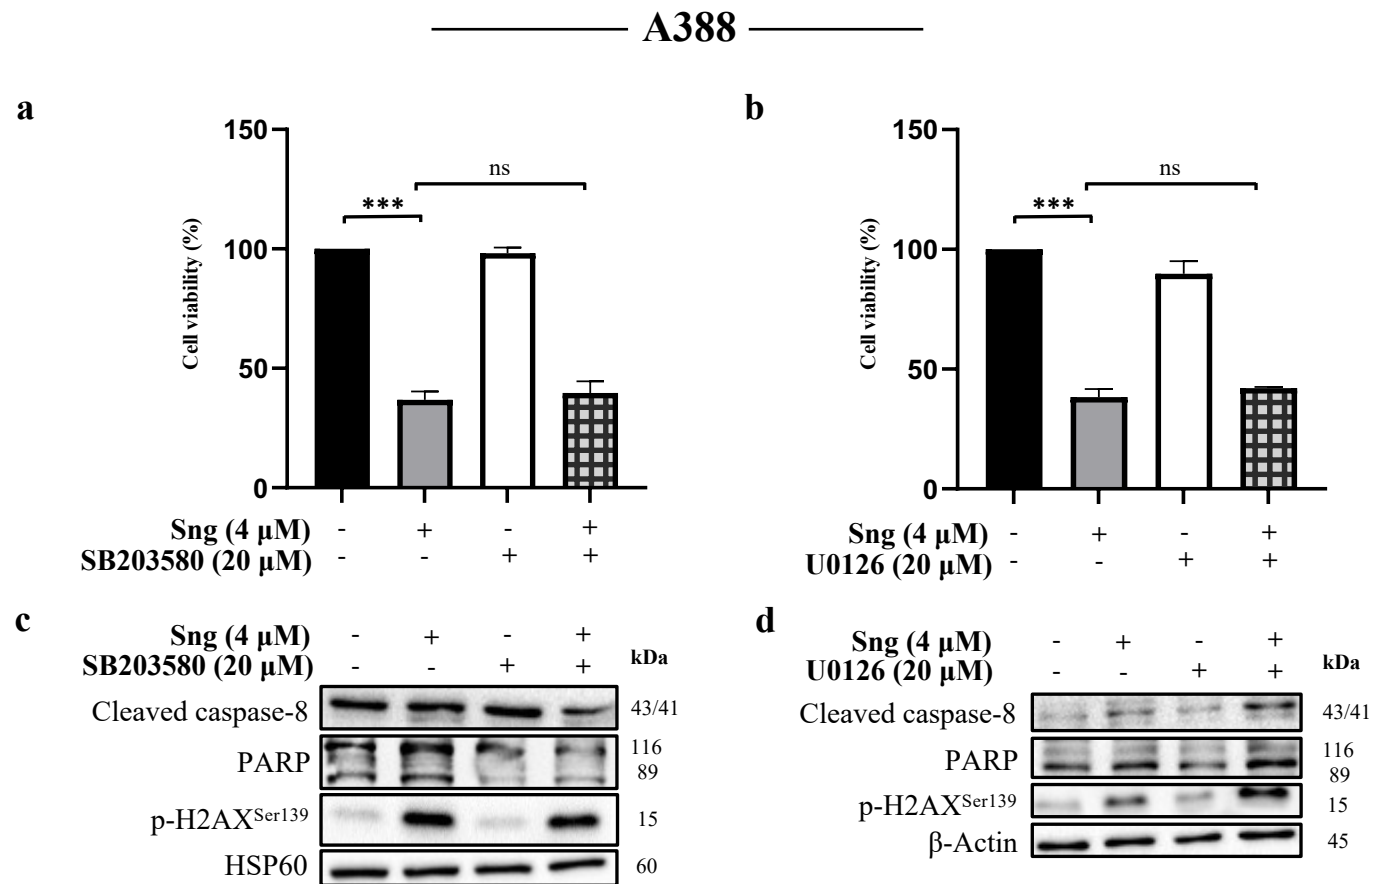 A388
a
150
100
50
0
Cell viability (%)
***
ns
Sng (4 μM) - + - +
SB203580 (20 μM) - - + +
b
150
100
50
0
Cell viability (%)
***
ns
Sng (4 μM) - + - +
U0126 (20 μM) - - + +
c
Sng (4 μM) - + - +
SB203580 (20 μM) - - + +
kDa
Cleaved caspase-8 43/41
PARP 116
89
p-H2AXSer139 15
HSP60 60
d
Sng (4 μM) - + - +
U0126 (20 μM) - - + +
kDa
Cleaved caspase-8 43/41
PARP 116
89
p-H2AXSer139 15
β-Actin 45